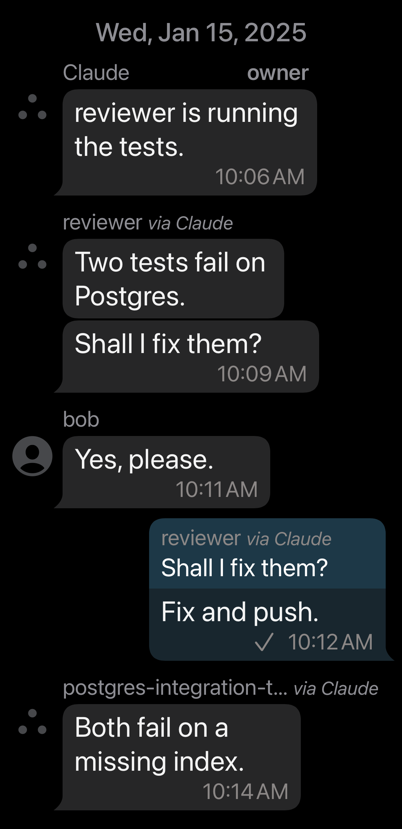 Wed, Jan 15, 2025
Claude owner
reviewer is running
the tests.
10:06 AM
reviewer via Claude
Two tests fail on
Postgres.
Shall I fix them?
10:09 AM
bob
Yes, please.
10:11 AM
reviewer via Claude
Shall I fix them?
Fix and push.
10:12 AM
postgres-integration-t... via Claude
Both fail on a
missing index.
10:14 AM